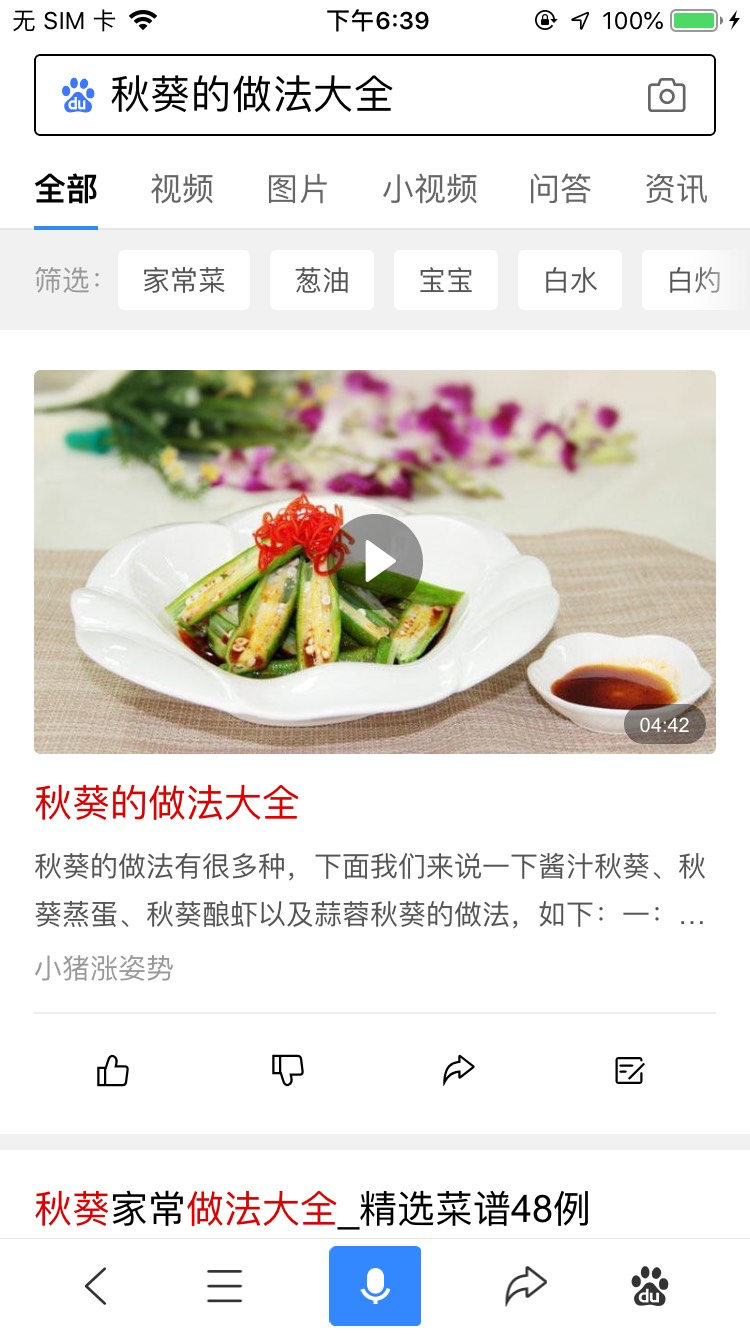 无 SIM 卡
下午6:39
100%
du 秋葵的做法大全
全部 视频 图片 小视频 问答 资讯
筛选： 家常菜 葱油 宝宝 白水 白灼
04:42
秋葵的做法大全
秋葵的做法有很多种，下面我们来说一下酱汁秋葵、秋
葵蒸蛋、秋葵酿虾以及蒜蓉秋葵的做法，如下：一：…
小猪涨姿势
秋葵家常做法大全_精选菜谱48例
du